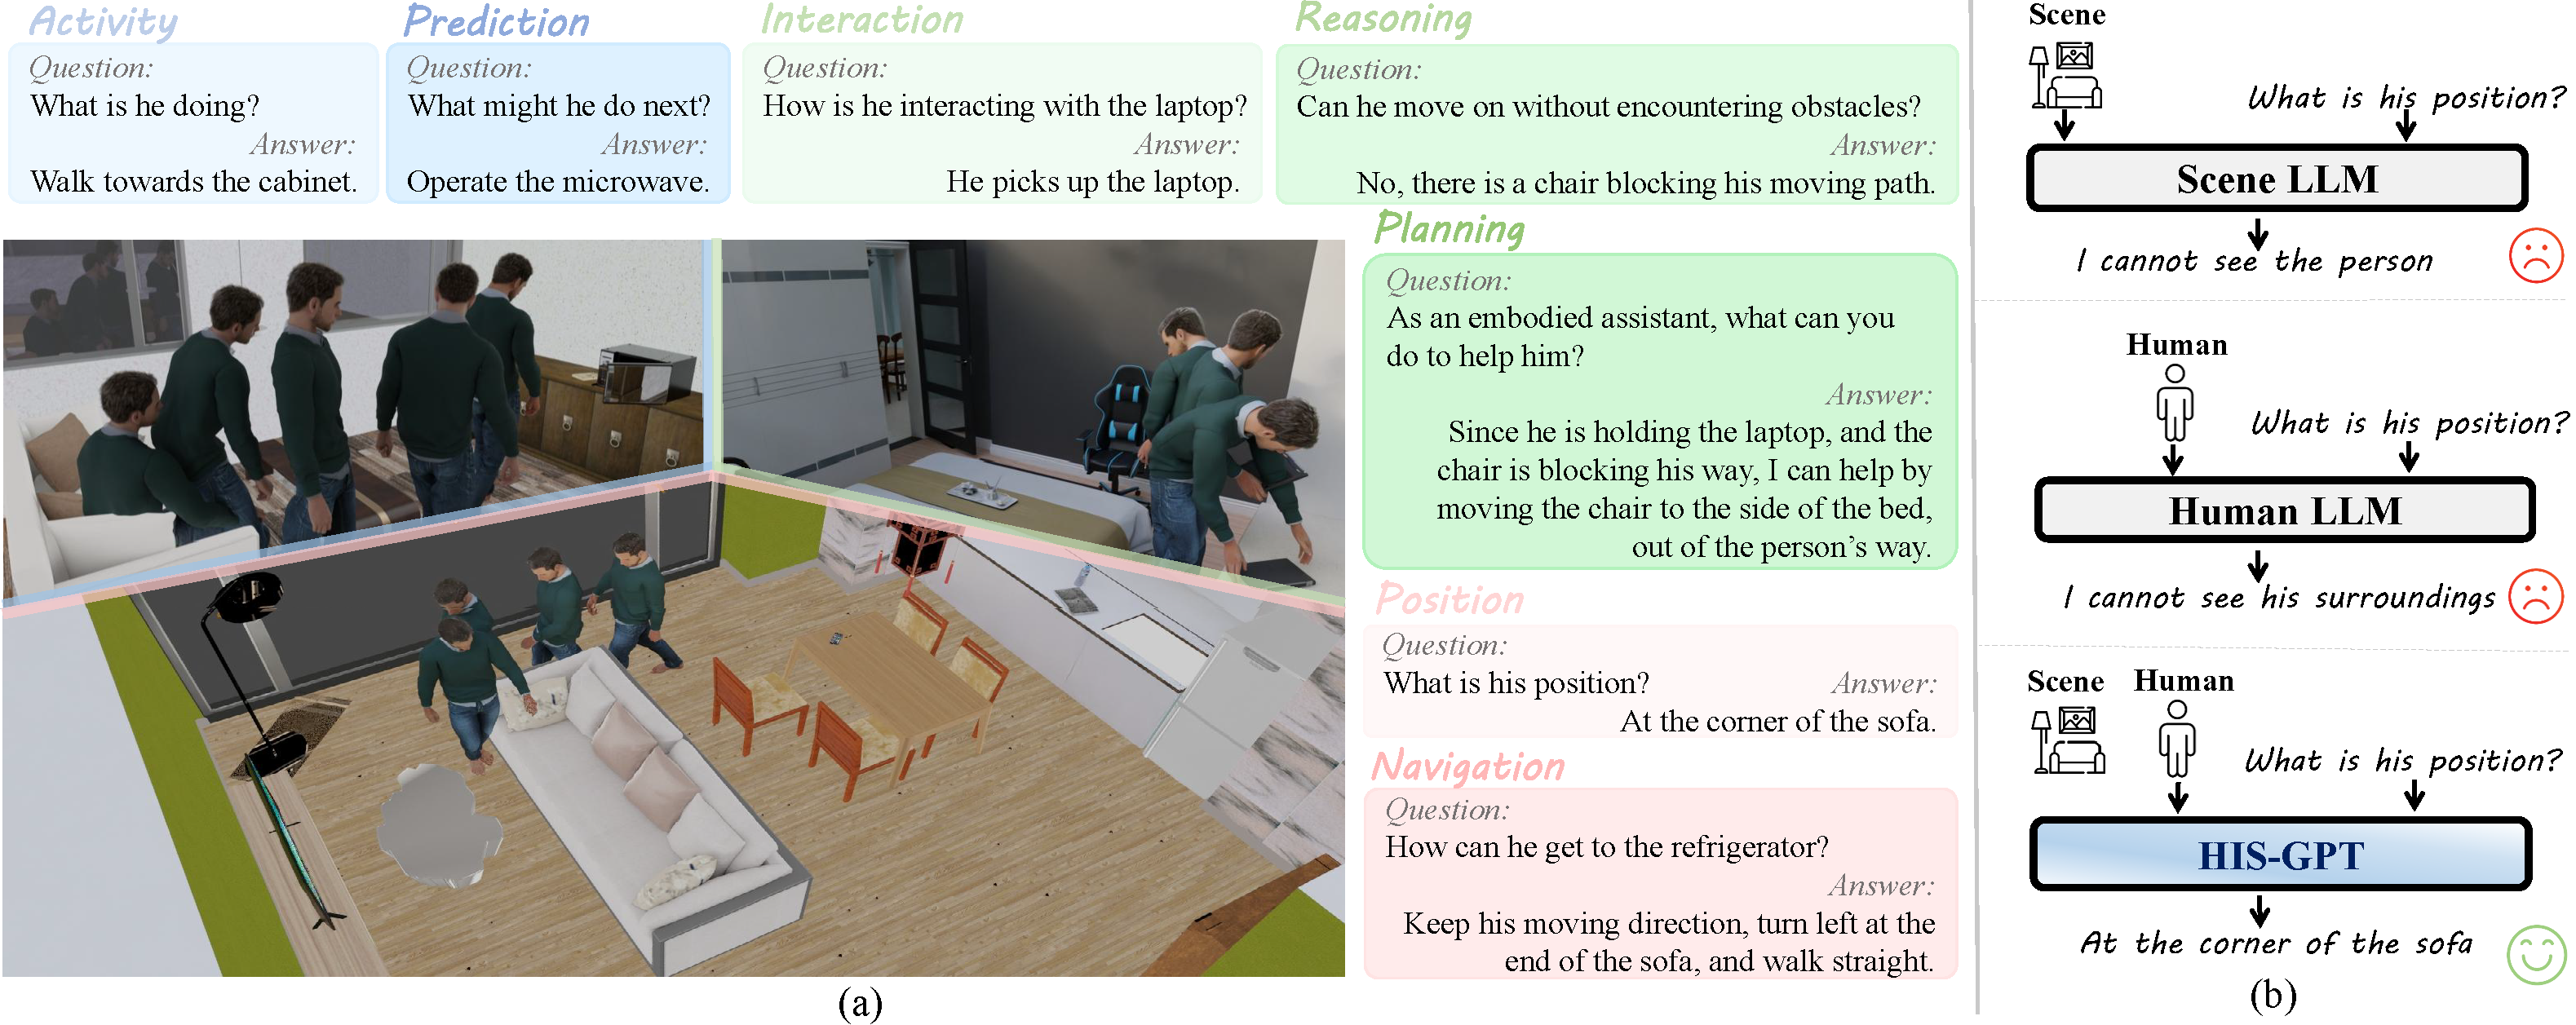 Activity
Question:
What is he doing?
Answer:
Walk towards the cabinet.
Prediction
Question:
What might he do next?
Answer:
Operate the microwave.
Interaction
Question:
How is he interacting with the laptop?
Answer:
He picks up the laptop.
Reasoning
Question:
Can he move on without encountering obstacles?
Answer:
No, there is a chair blocking his moving path.
Planning
Question:
As an embodied assistant, what can you
do to help him?
Answer:
Since he is holding the laptop, and the
chair is blocking his way, I can help by
moving the chair to the side of the bed,
out of the person’s way.
Position
Question:
What is his position?
Answer:
At the corner of the sofa.
Navigation
Question:
How can he get to the refrigerator?
Answer:
Keep his moving direction, turn left at the
end of the sofa, and walk straight.
(a)
Scene
What is his position?
Scene LLM
I cannot see the person
Human
What is his position?
Human LLM
I cannot see his surroundings
Scene Human
What is his position?
HIS-GPT
At the corner of the sofa
(b)